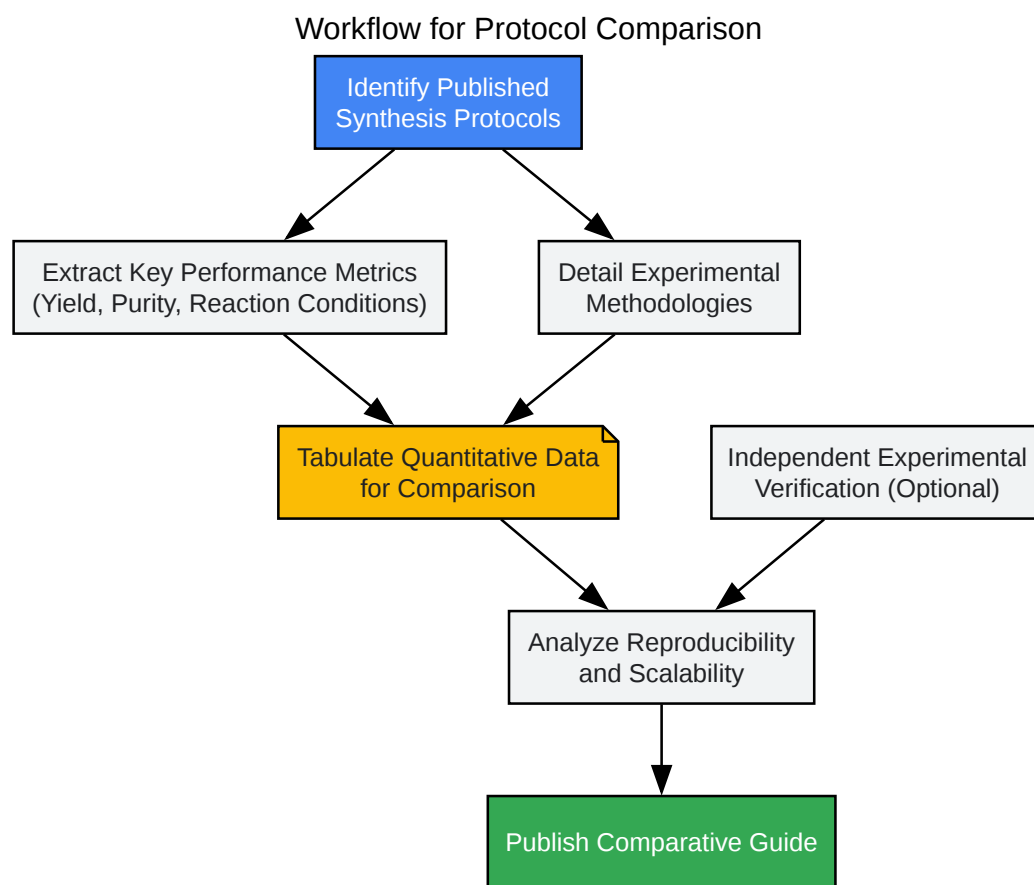 Workflow for Protocol Comparison
Identify Published
Synthesis Protocols
Extract Key Performance Metrics
(Yield, Purity, Reaction Conditions)
Detail Experimental
Methodologies
Tabulate Quantitative Data
for Comparison
Independent Experimental
Verification (Optional)
Analyze Reproducibility
and Scalability
Publish Comparative Guide